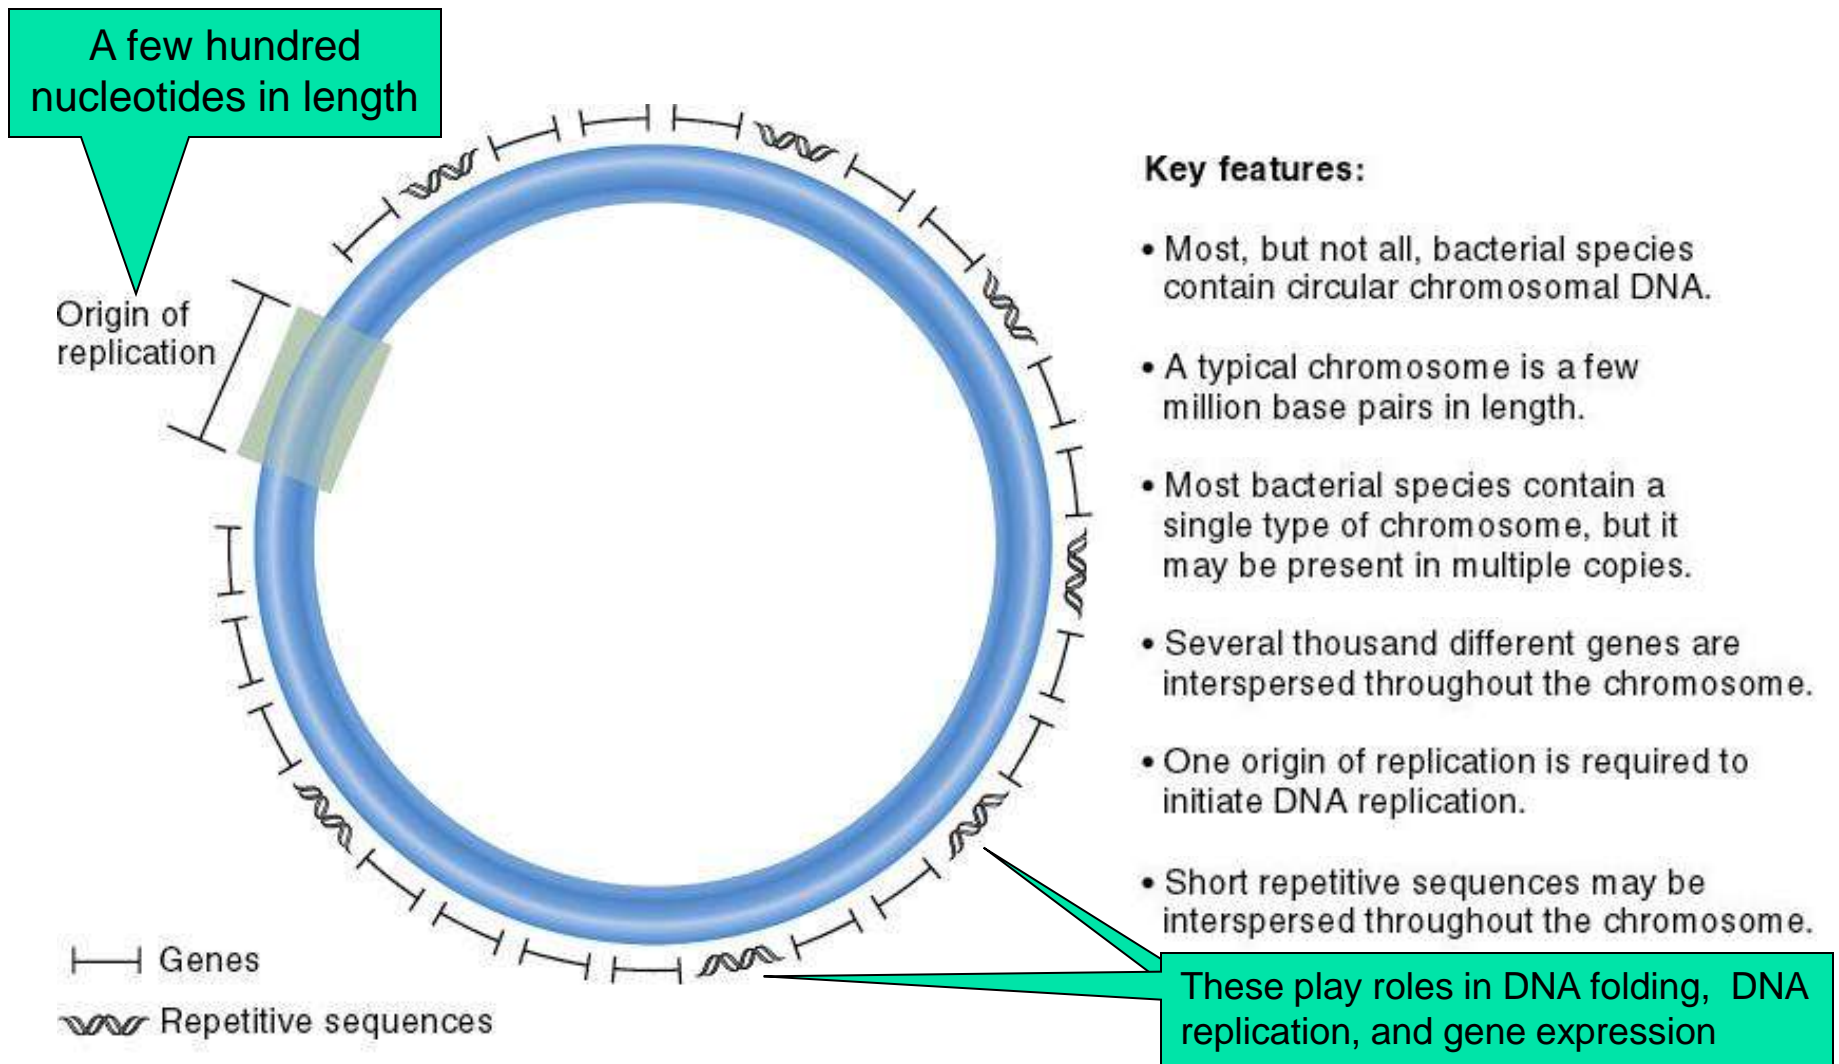 A few hundred
nucleotides in length
Origin of
replication
Key features:
• Most, but not all, bacterial species
contain circular chromosomal DNA.
• A typical chromosome is a few
million base pairs in length.
• Most bacterial species contain a
single type of chromosome, but it
may be present in multiple copies.
• Several thousand different genes are
interspersed throughout the chromosome.
• One origin of replication is required to
initiate DNA replication.
• Short repetitive sequences may be
interspersed throughout the chromosome.
Genes
Repetitive sequences
These play roles in DNA folding, DNA
replication, and gene expression